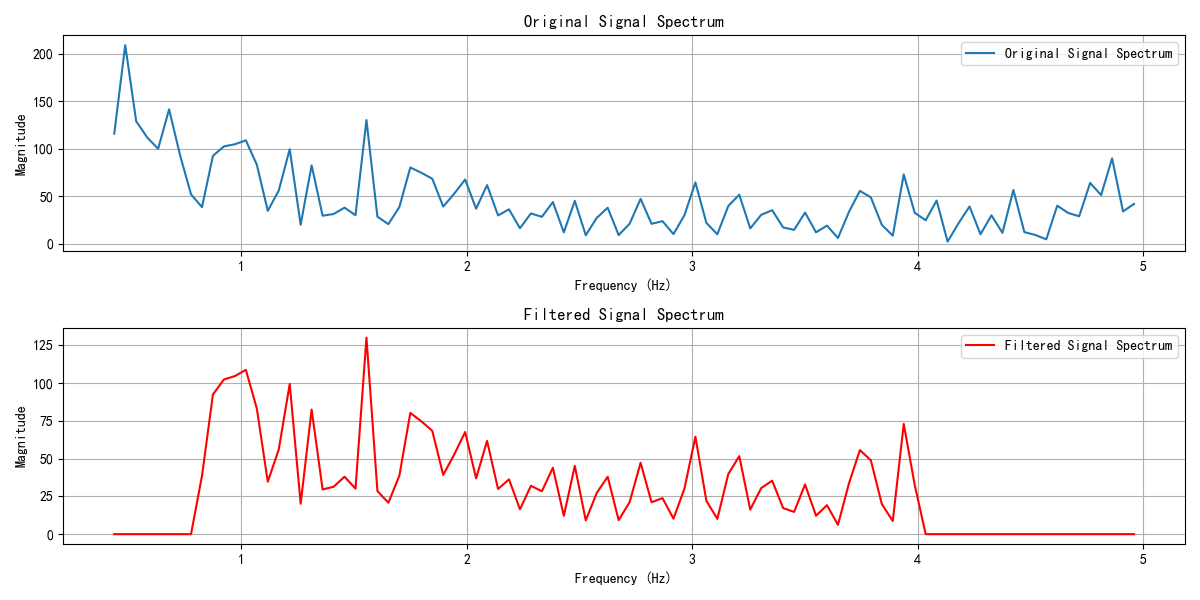 Original Signal Spectrum
Original Signal Spectrum
200
150
100
50
0
Magnitude
1 2 3 4 5
Frequency (Hz)
Filtered Signal Spectrum
Filtered Signal Spectrum
125
100
75
50
25
0
Magnitude
1 2 3 4 5
Frequency (Hz)